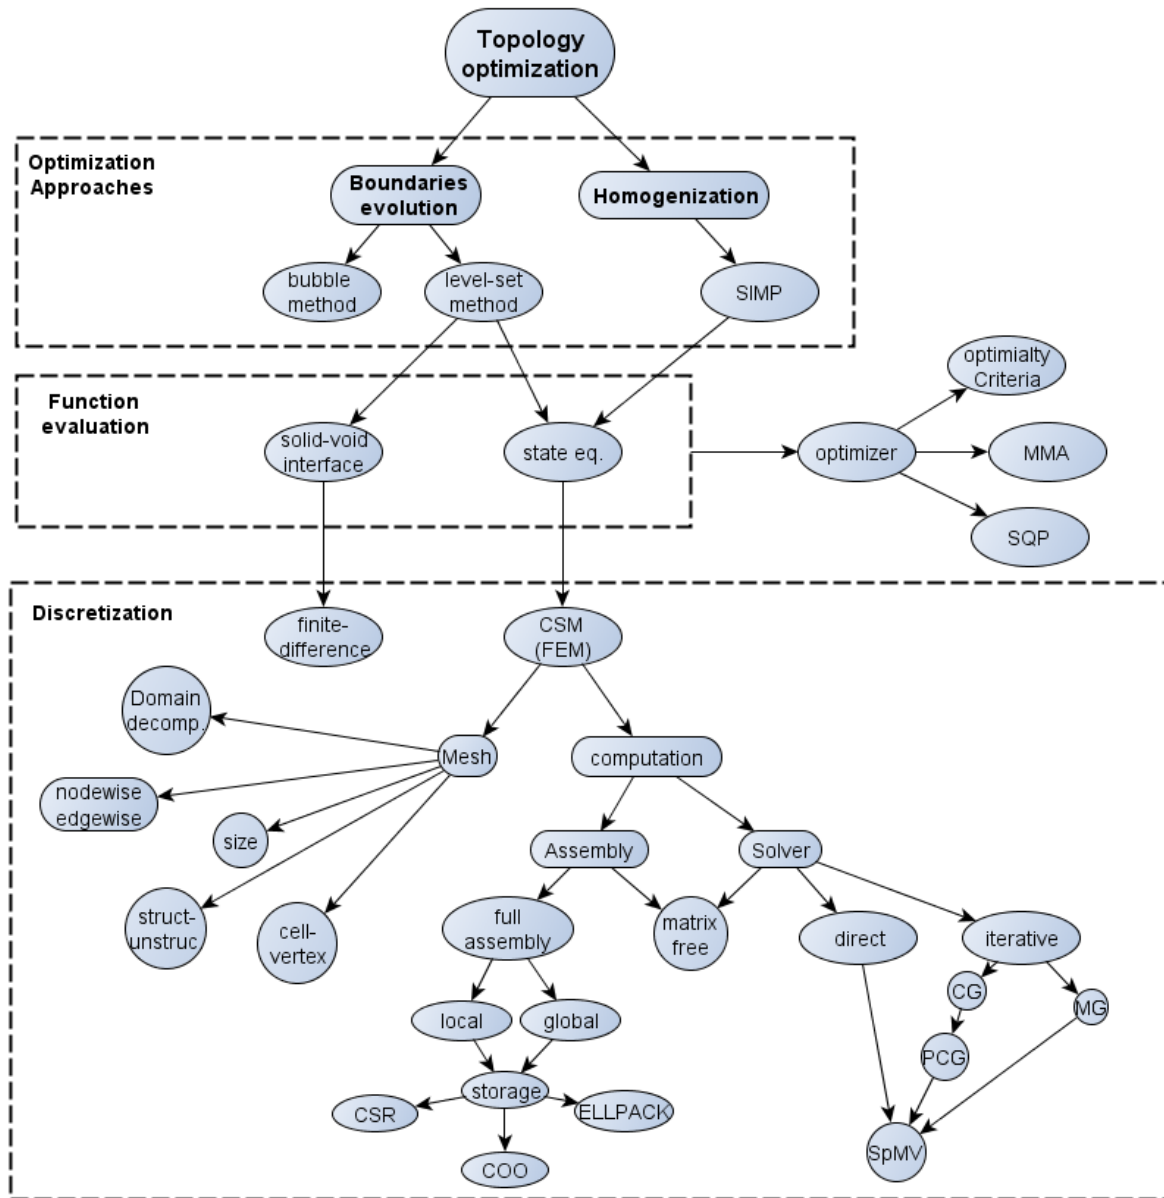 Topology
optimization
Optimization
Approaches
Boundaries
evolution
Homogenization
bubble
method
level-set
method
SIMP
Function
evaluation
solid-void
interface
state eq.
optimizer
optimialty
Criteria
MMA
SQP
Discretization
finite-
difference
CSM
(FEM)
Domain
decomp.
Mesh
computation
nodewise
edgewise
size
Assembly
Solver
struct-
unstruc
cell-
vertex
full
assembly
matrix
free
direct
iterative
local
global
CG
MG
PCG
storage
CSR
ELLPACK
COO
SpMV